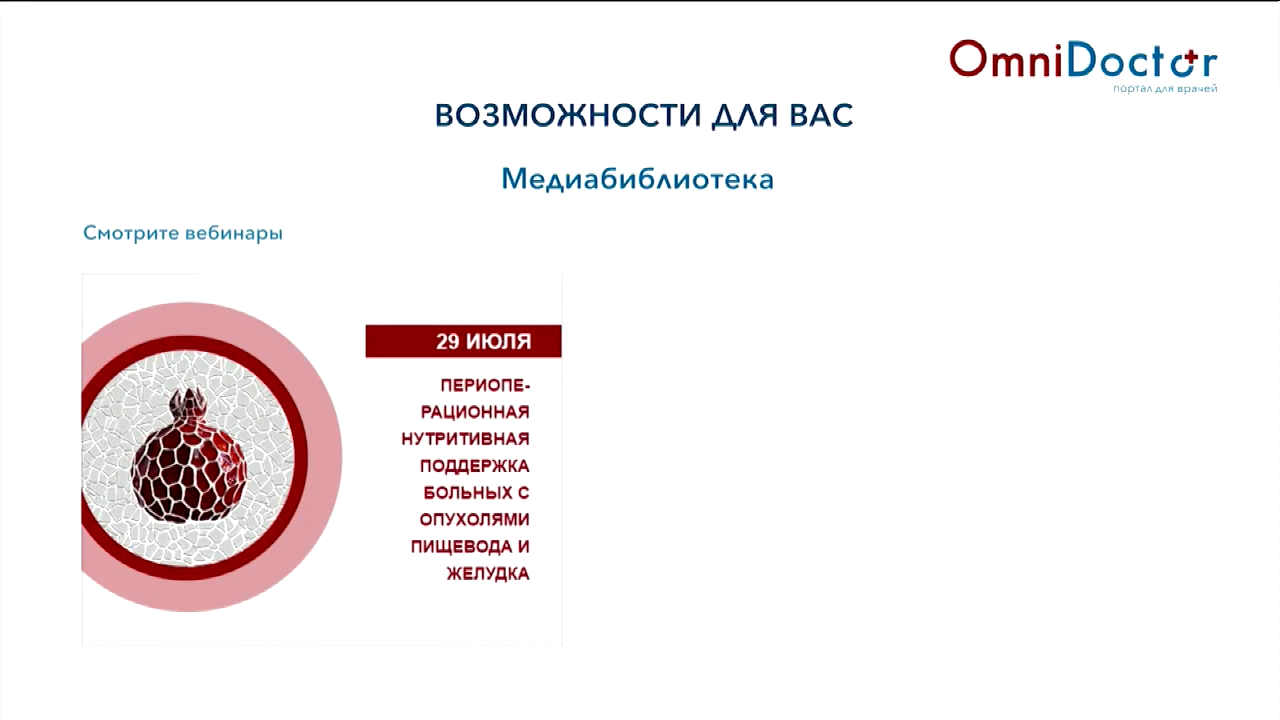 OmniDoctor
портал для врачей
ВОЗМОЖНОСТИ ДЛЯ ВАС
Медиабиблиотека
Смотрите вебинары
29 ИЮЛЯ
ПЕРИОПЕ-
РАЦИОННАЯ
НУТРИТИВНАЯ
ПОДДЕРЖКА
БОЛЬНЫХ С
ОПУХОЛЯМИ
ПИЩЕВОДА И
ЖЕЛУДКА